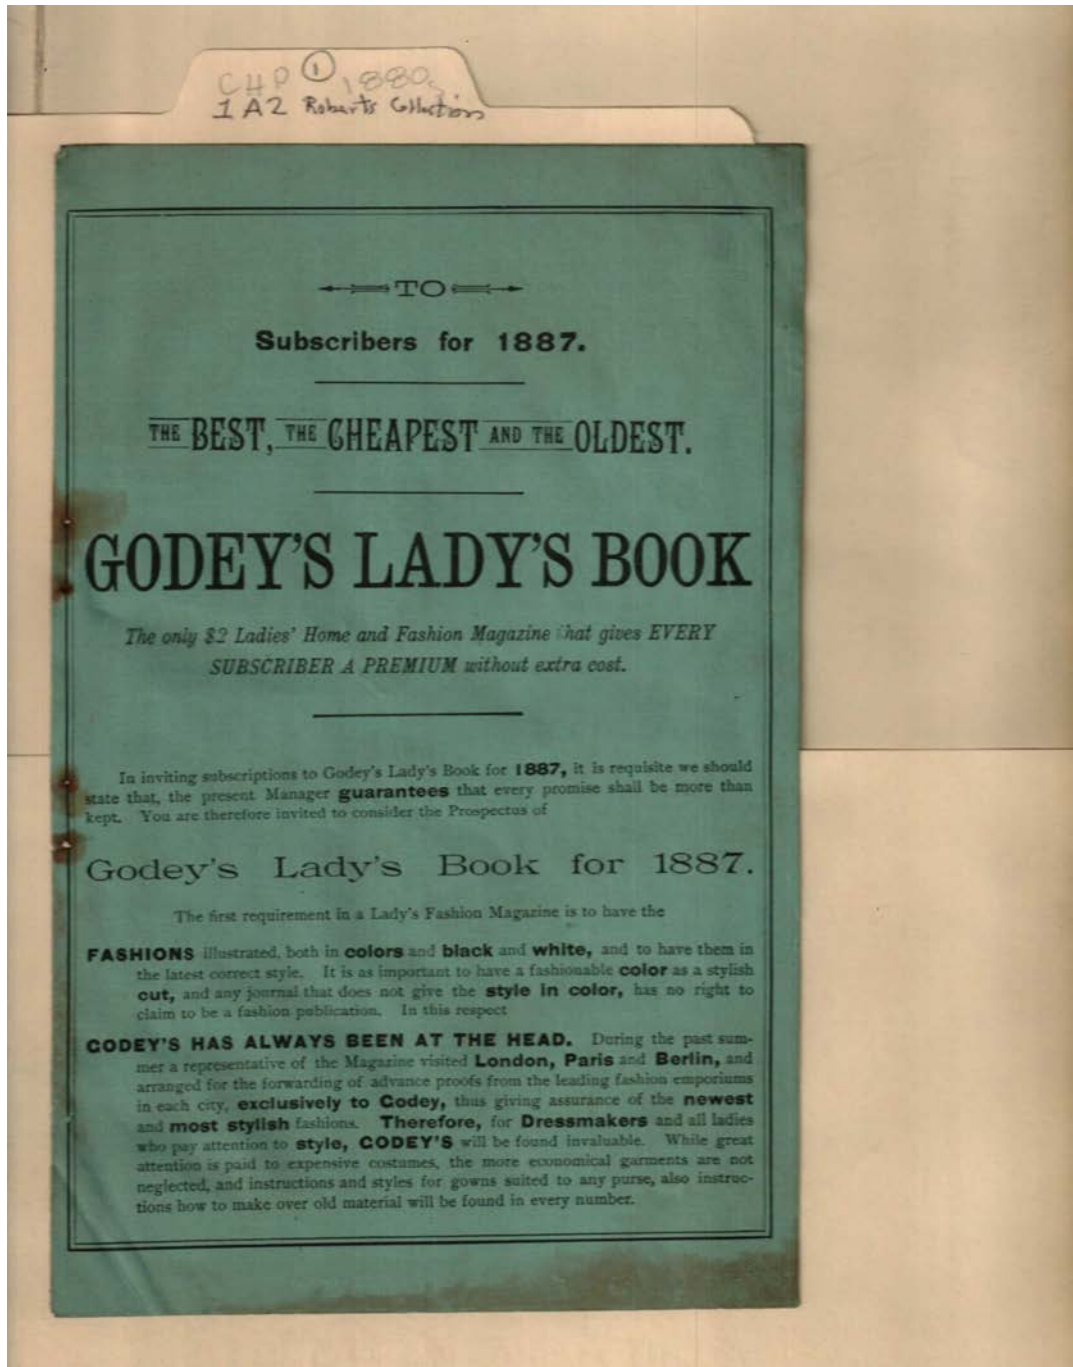 CHP 1 1880s
1A2 Roberts Collection
TO
Subscribers for 1887.
THE BEST, THE CHEAPEST AND THE OLDEST.
GODEY'S LADY'S BOOK
The only $2 Ladies' Home and Fashion Magazine hat gives EVERY
SUBSCRIBER A PREMIUM without extra cost.
In inviting subscriptions to Godey's Lady's Book for 1887, it is requisite we should
state that, the present Manager guarantees that every promise shall be more than
kept. You are therefore invited to consider the Prospectus of
Godey's Lady's Book for 1887.
The first requirement in a Lady's Fashion Magazine is to have the
FASHIONS illustrated, both in colors and black and white, and to have them in
the latest correct style. It is as important to have a fashionable color as a stylish
cut, and any journal that does not give the style in color, has no right to
claim to be a fashion publication. In this respect
GODEY'S HAS ALWAYS BEEN AT THE HEAD. During the past sum-
mer a representative of the Magazine visited London, Paris and Berlin, and
arranged for the forwarding of advance proofs from the leading fashion emporiums
in each city, exclusively to Godey, thus giving assurance of the newest
and most stylish fashions. Therefore, for Dressmakers and all ladies
who pay attention to style, GODEY'S will be found invaluable. While great
attention is paid to expensive costumes, the more economical garments are not
neglected, and instructions and styles for gowns suited to any purse, also instruc-
tions how to make over old material will be found in every number.